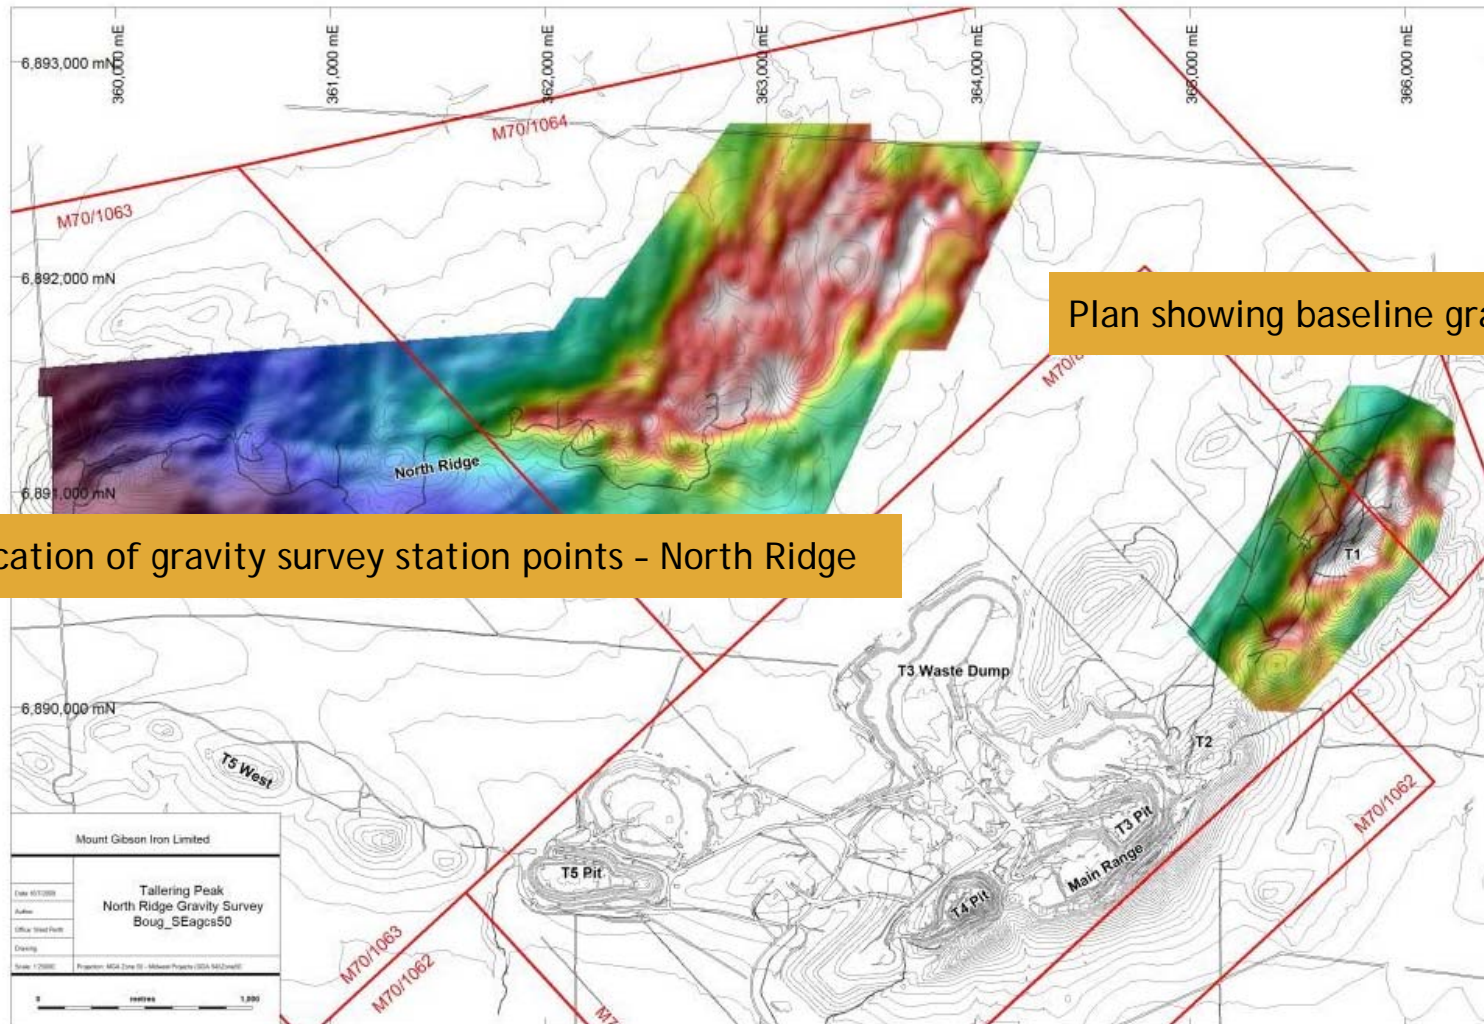 360,000 mE
361,000 mE
362,000 mE
363,000 mE
364,000 mE
366,000 mE
6,893,000 mN
M70/1064
M70/1063
6,892,000 mN
Plan showing baseline gra
North Ridge
6,891,000 mN
cation of gravity survey station points - North Ridge
T1
T3 Waste Dump
6,890,000 mN
T2
T5 West
M70/1062
T3 Pit
Main Range
T5 Pit
T4 Pit
Mount Gibson Iron Limited
Tallering Peak
North Ridge Gravity Survey
Boug_SEagcs50
M70/1063
M70/1062
0 metres 1,000